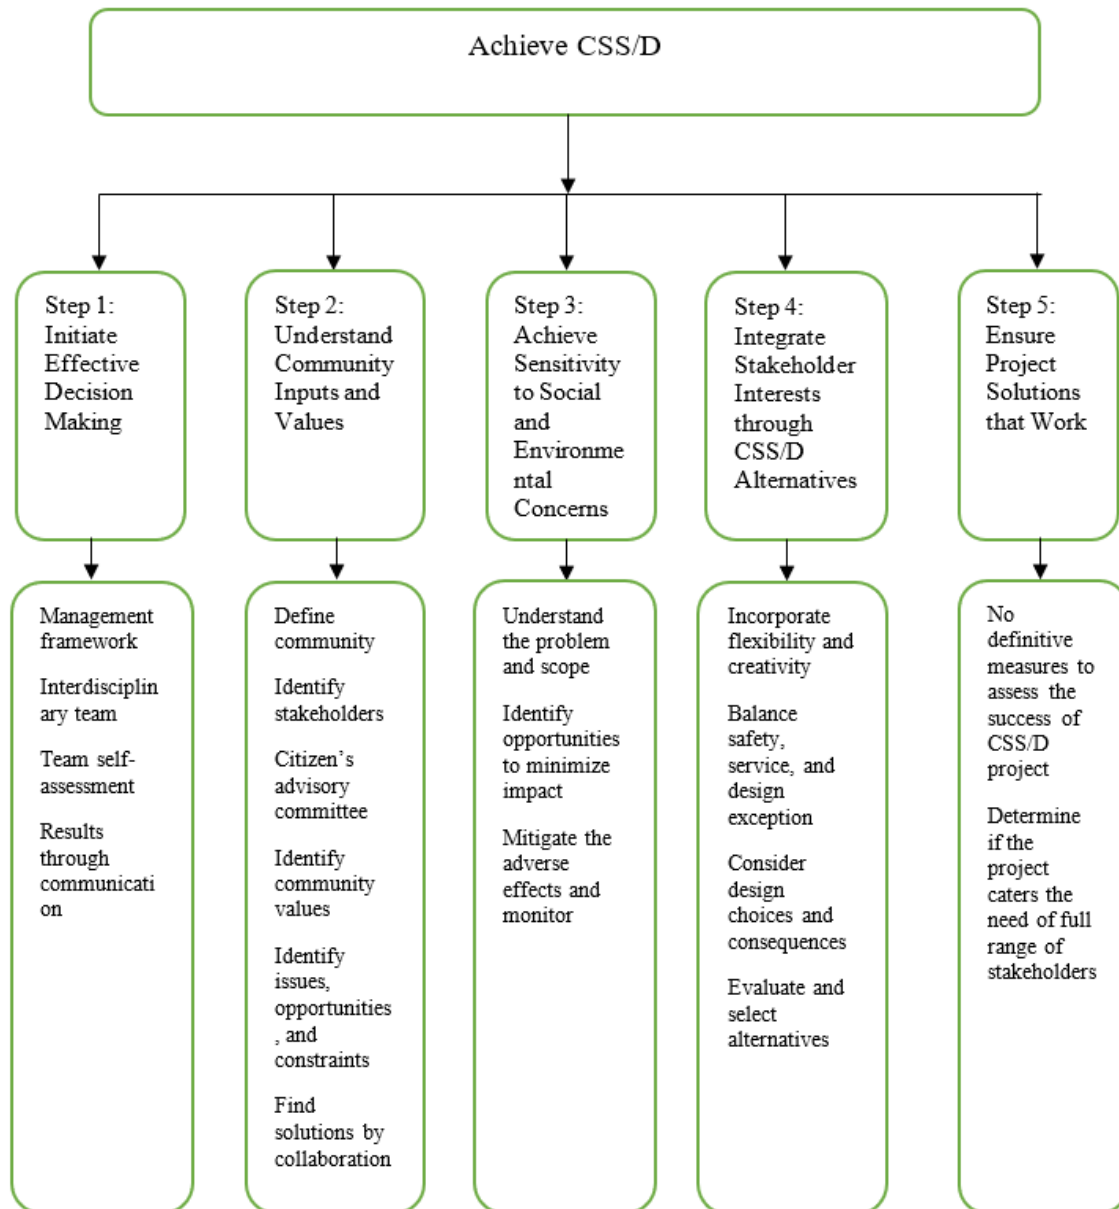 Achieve CSS/D
Step 1:
Initiate
Effective
Decision
Making
Step 2:
Understand
Community
Inputs and
Values
Step 3:
Achieve
Sensitivity
to Social
and
Environme
ntal
Concerns
Step 4:
Integrate
Stakeholder
Interests
through
CSS/D
Alternatives
Step 5:
Ensure
Project
Solutions
that Work
Management
framework
Interdisciplin
ary team
Team self-
assessment
Results
through
communicati
on
Define
community
Identify
stakeholders
Citizen’s
advisory
committee
Identify
community
values
Identify
issues,
opportunities
, and
constraints
Find
solutions by
collaboration
Understand
the problem
and scope
Identify
opportunities
to minimize
impact
Mitigate the
adverse
effects and
monitor
Incorporate
flexibility and
creativity
Balance
safety,
service, and
design
exception
Consider
design
choices and
consequences
Evaluate and
select
alternatives
No
definitive
measures to
assess the
success of
CSS/D
project
Determine
if the
project
caters the
need of full
range of
stakeholders